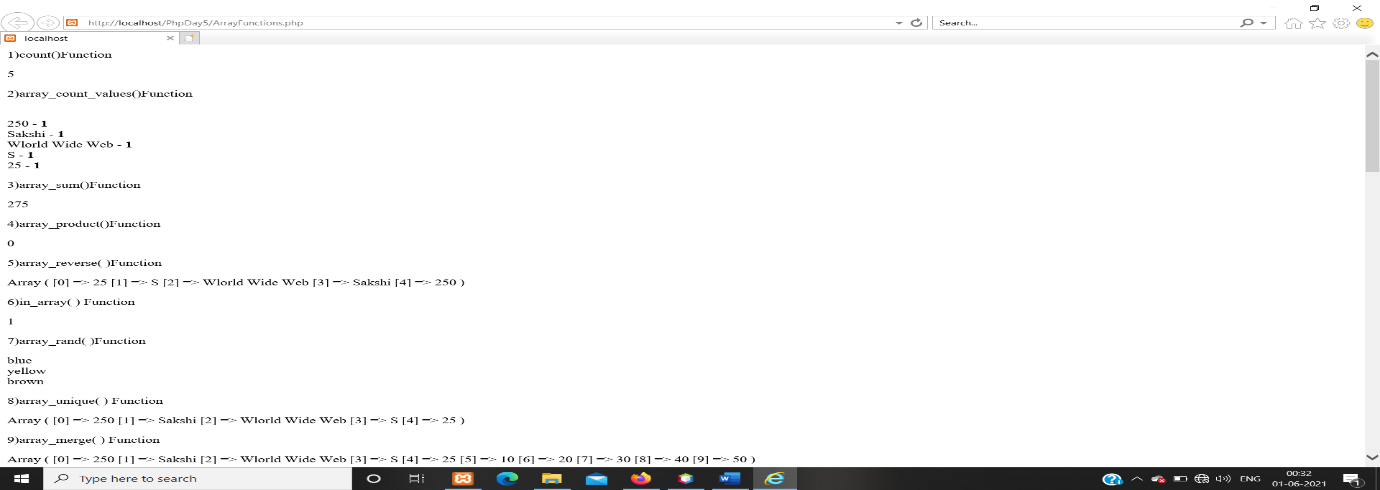 http://localhost/PhpDay5/ArrayFunctions.php
Search...
localhost
1)count()Function
5
2)array_count_values()Function
250 - 1
Sakshi - 1
Wlorld Wide Web - 1
S - 1
25 - 1
3)array_sum()Function
275
4)array_product()Function
0
5)array_reverse( )Function
Array ( [0] => 25 [1] => S [2] => Wlorld Wide Web [3] => Sakshi [4] => 250 )
6)in_array( ) Function
1
7)array_rand( )Function
blue
yellow
brown
8)array_unique( ) Function
Array ( [0] => 250 [1] => Sakshi [2] => Wlorld Wide Web [3] => S [4] => 25 )
9)array_merge( ) Function
Array ( [0] => 250 [1] => Sakshi [2] => Wlorld Wide Web [3] => S [4] => 25 [5] => 10 [6] => 20 [7] => 30 [8] => 40 [9] => 50 )
Type here to search
ENG
00:32
01-06-2021